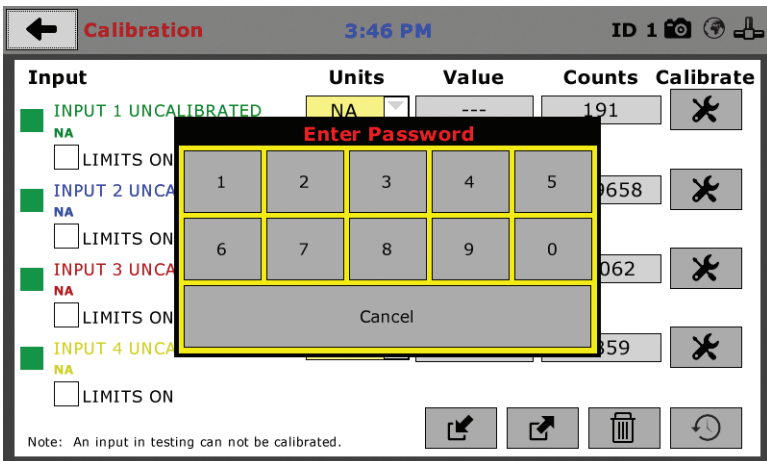 Calibration 3:46 PM ID 1
Input Units Value Counts Calibrate
INPUT 1 UNCALIBRATED NA --- 191
NA
Enter Password
LIMITS ON
1 2 3 4 5
INPUT 2 UNCA 9658
NA
LIMITS ON
6 7 8 9 0
INPUT 3 UNCA 062
NA
LIMITS ON
Cancel
INPUT 4 UNCA 359
NA
LIMITS ON
Note: An input in testing can not be calibrated.